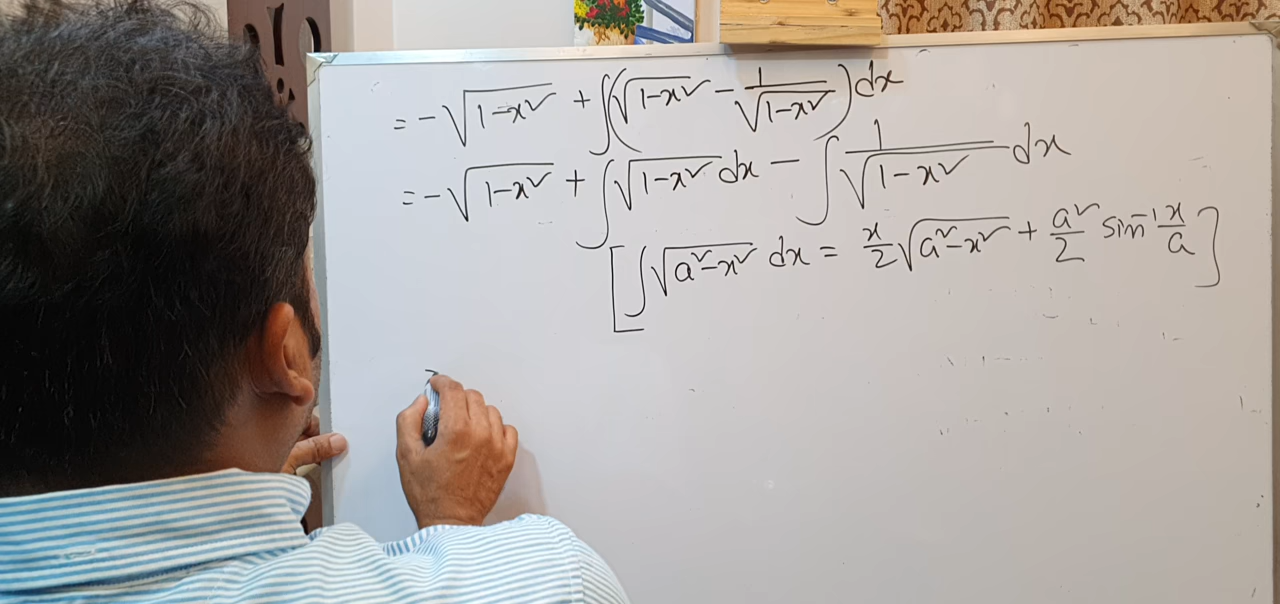 = -√(1-x²) + ∫(√(1-x²) - 1/√(1-x²))dx
= -√(1-x²) + ∫√(1-x²) dx - ∫ 1/√(1-x²) dx
[∫√(a²-x²) dx = x/2 √(a²-x²) + a²/2 sin⁻¹ x/a]